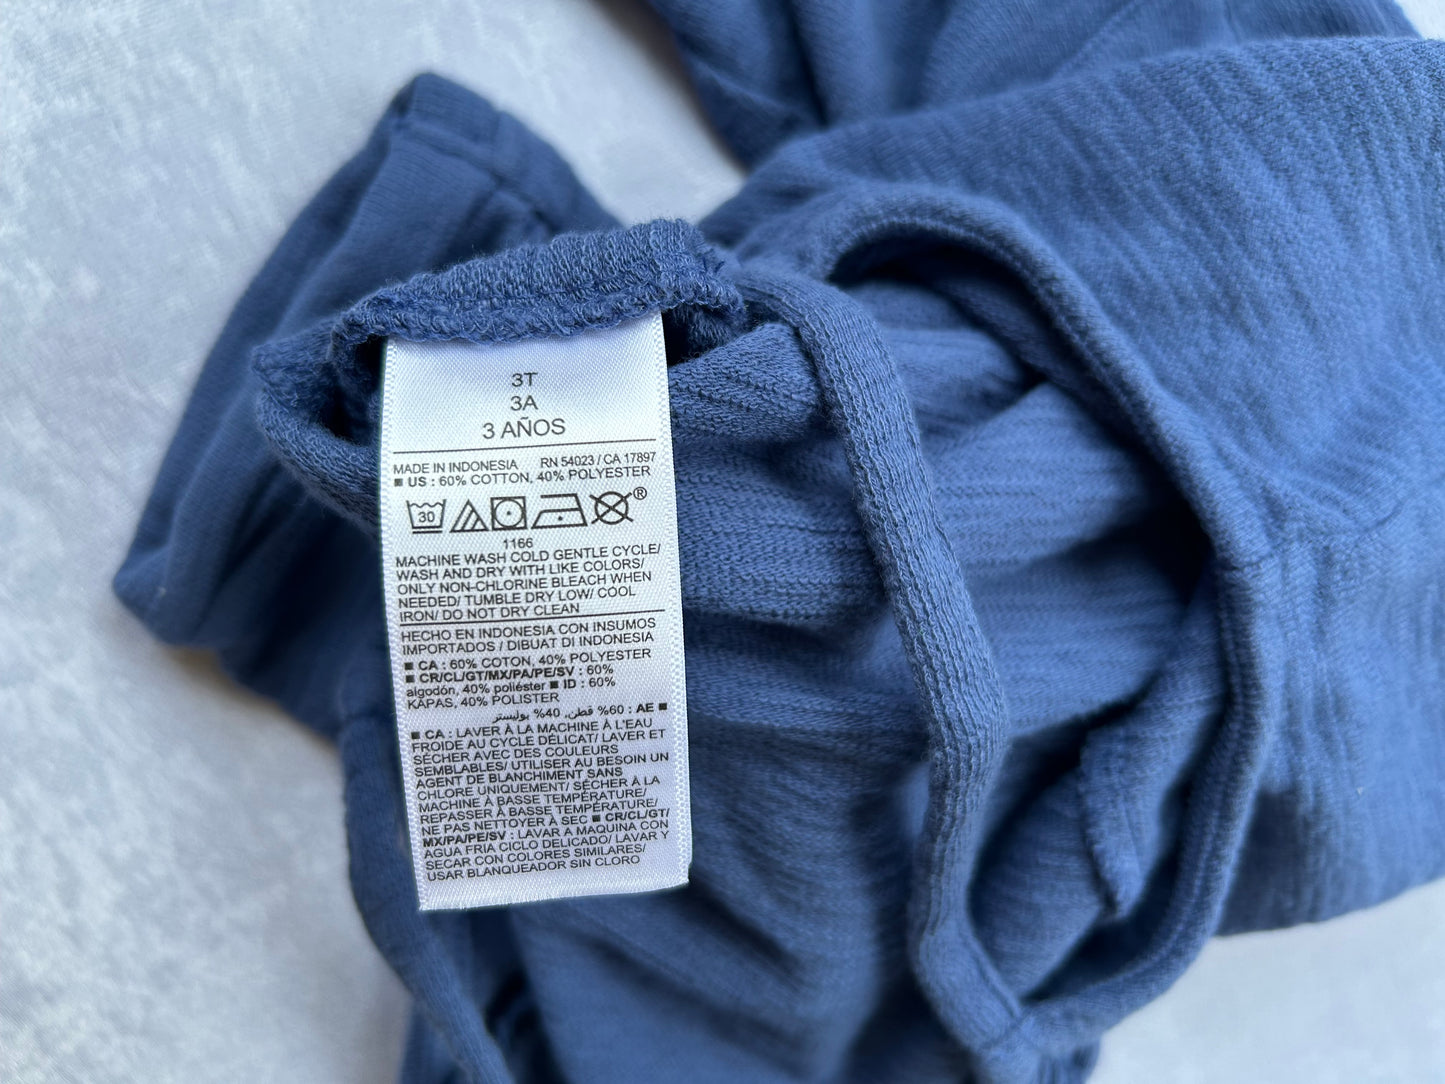 3T
3A
3 AÑOS
MADE IN INDONESIA RN 54023 / CA 17897
■ US : 60% COTTON, 40% POLYESTER
30 ®
1166
MACHINE WASH COLD GENTLE CYCLE/
WASH AND DRY WITH LIKE COLORS/
ONLY NON-CHLORINE BLEACH WHEN
NEEDED/ TUMBLE DRY LOW/ COOL
IRON/ DO NOT DRY CLEAN
HECHO EN INDONESIA CON INSUMOS
IMPORTADOS / DIBUAT DI INDONESIA
■ CA : 60% COTON, 40% POLYESTER
■ CR/CL/GT/MX/PA/PE/SV : 60%
algodón, 40% poliéster ■ ID : 60%
KAPAS, 40% POLISTER
■ AE : 60% قطن, 40% بوليستر
■ CA : LAVER À LA MACHINE À L'EAU
FROIDE AU CYCLE DÉLICAT/ LAVER ET
SÉCHER AVEC DES COULEURS
SEMBLABLES/ UTILISER AU BESOIN UN
AGENT DE BLANCHIMENT SANS
CHLORE UNIQUEMENT/ SÉCHER À LA
MACHINE À BASSE TEMPÉRATURE/
REPASSER À BASSE TEMPÉRATURE/
NE PAS NETTOYER À SEC ■ CR/CL/GT/
MX/PA/PE/SV : LAVAR A MAQUINA CON
AGUA FRIA CICLO DELICADO/ LAVAR Y
SECAR CON COLORES SIMILARES/
USAR BLANQUEADOR SIN CLORO